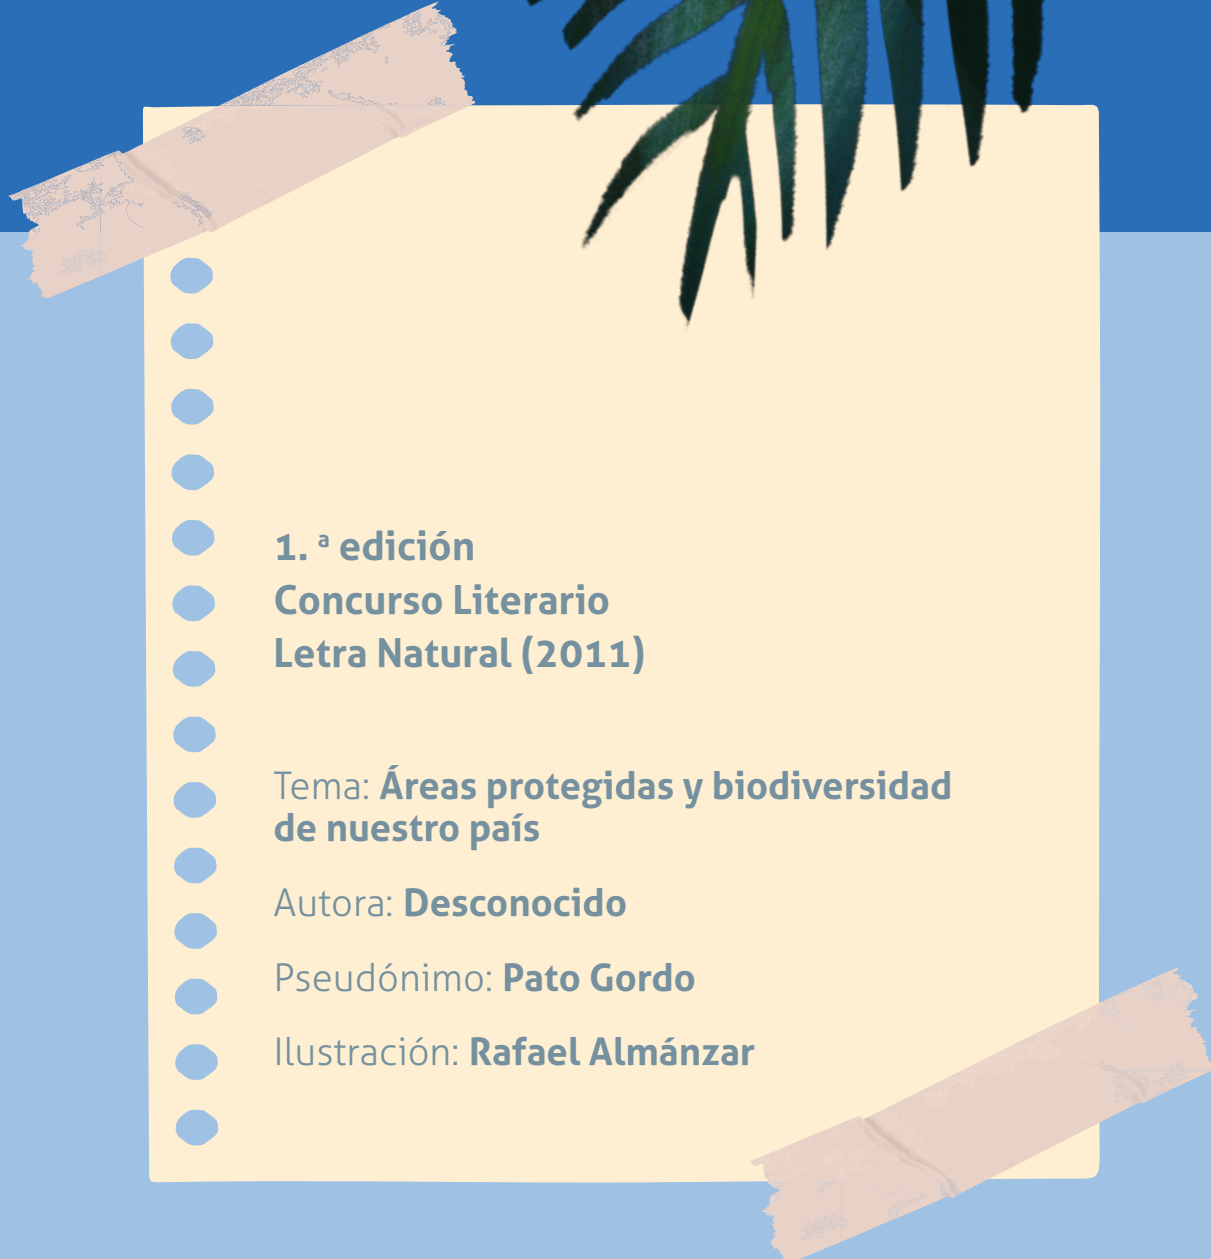 1. ª edición
Concurso Literario
Letra Natural (2011)
Tema: Áreas protegidas y biodiversidad
de nuestro país
Autora: Desconocido
Pseudónimo: Pato Gordo
Ilustración: Rafael Almánzar